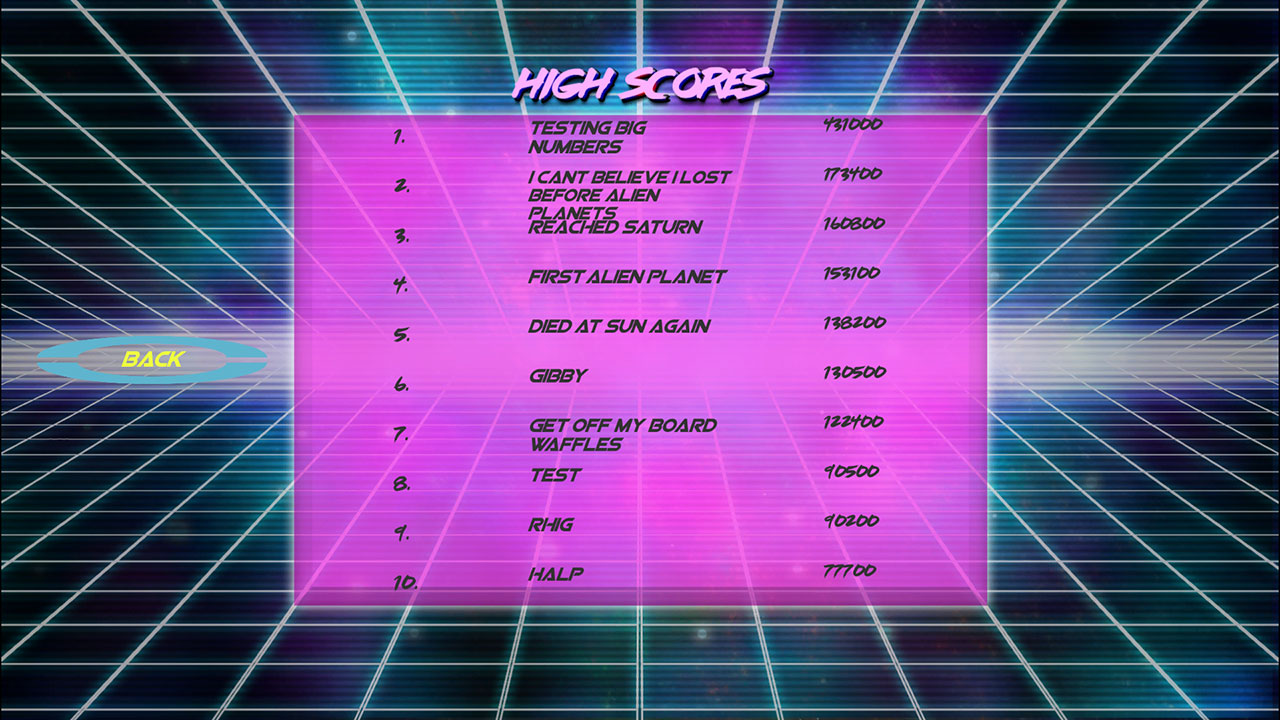 HIGH SCORES
1. TESTING BIG 431000
NUMBERS
2. I CANT BELIEVE I LOST 173400
BEFORE ALIEN
PLANETS
3. REACHED SATURN 160800
4. FIRST ALIEN PLANET 153100
5. DIED AT SUN AGAIN 138200
BACK
6. GIBBY 130500
7. GET OFF MY BOARD 122400
WAFFLES
8. TEST 90500
9. RHIG 90200
10. HALP 77700